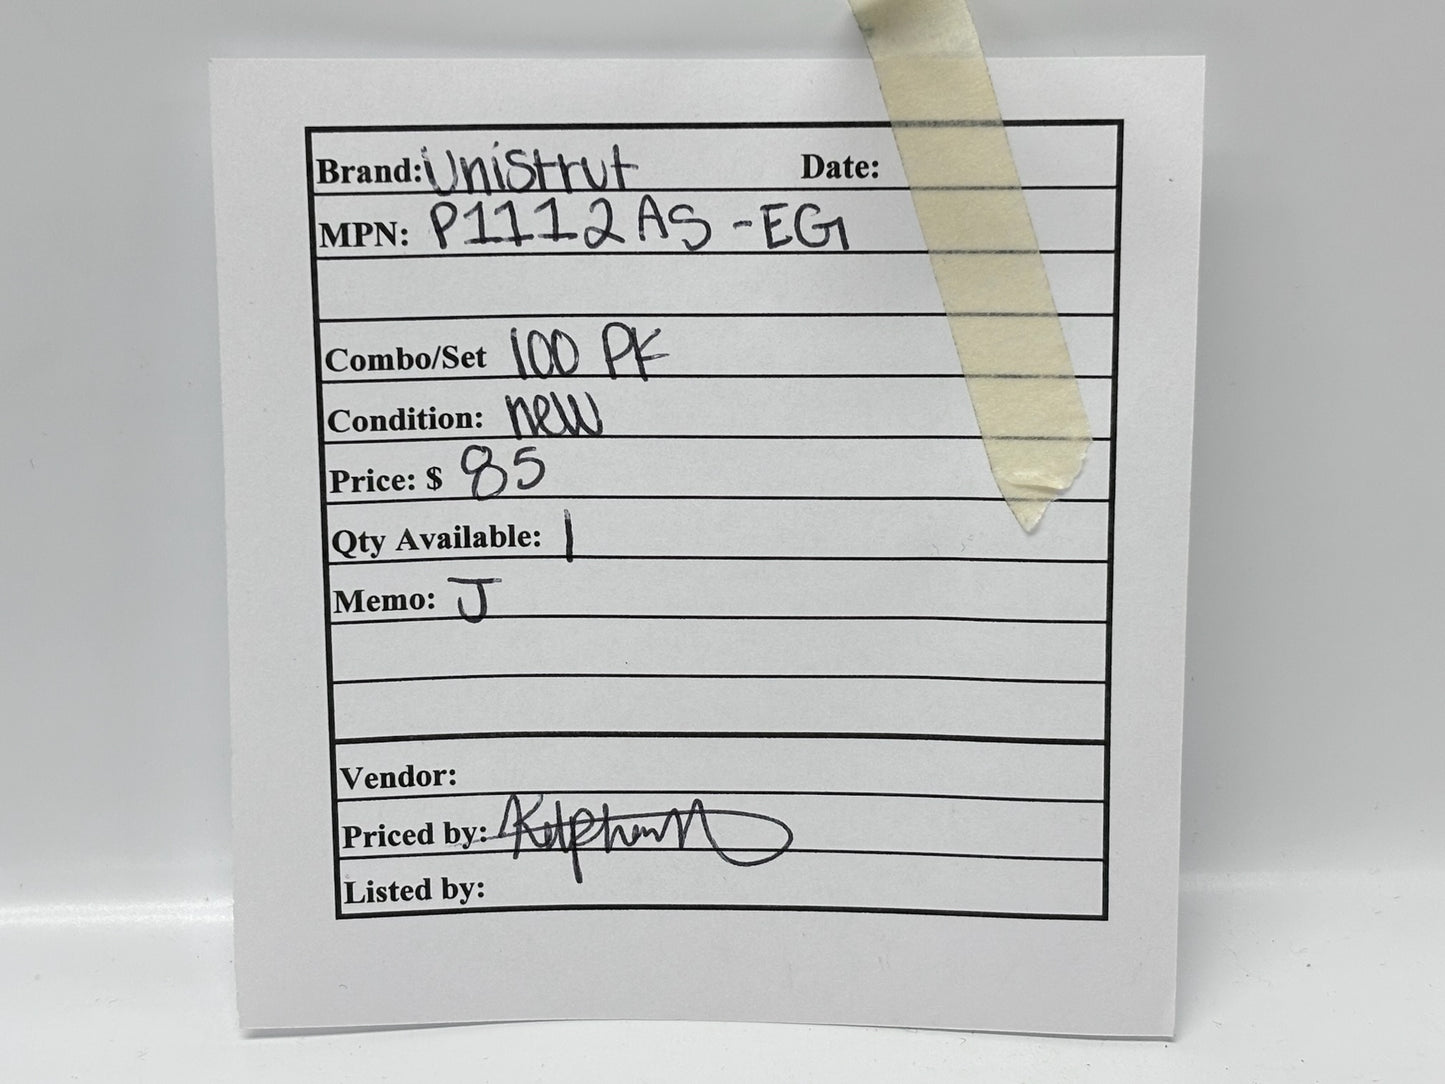 Brand: Unistrut Date:
MPN: P1112AS-EG
Combo/Set 100 PK
Condition: new
Price: $ 85
Qty Available: 1
Memo: J
Vendor:
Priced by:
Listed by: